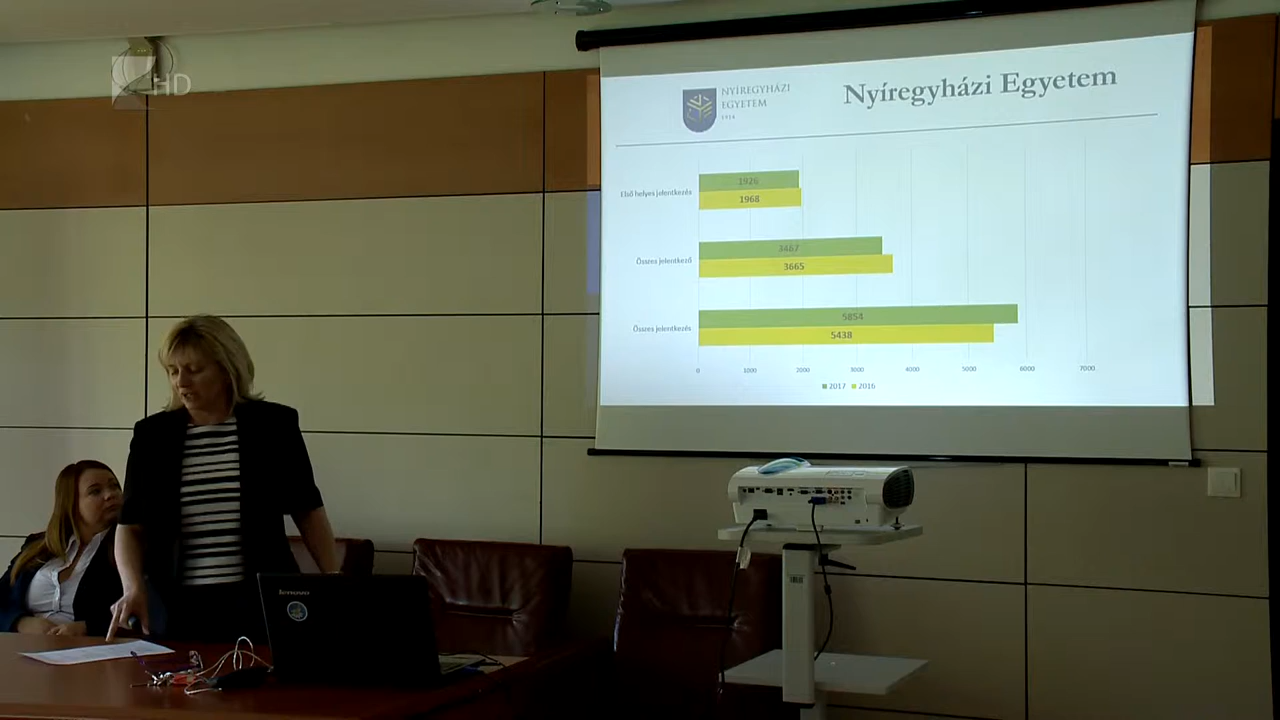 HD
NYÍREGYHÁZI
EGYETEM
Nyíregyházi Egyetem
Első helyes jelentkezés
1926
1968
Összes jelentkező
3467
3665
Összes jelentkezés
5854
5438
0 1000 2000 3000 4000 5000 6000 7000
2017 2016
lenovo